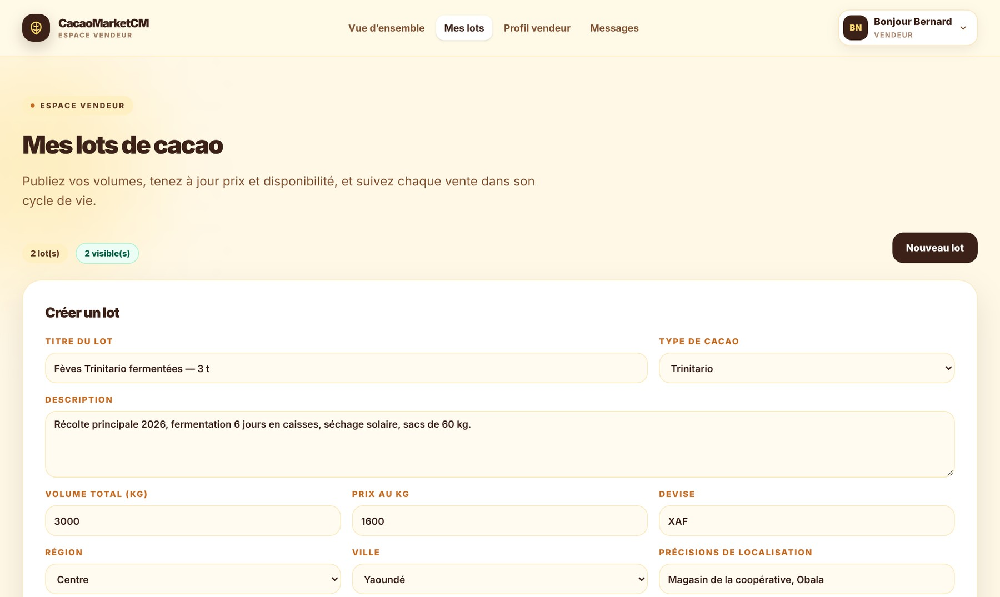 CacaoMarketCM
ESPACE VENDEUR
Vue d’ensemble
Mes lots
Profil vendeur
Messages
BN
Bonjour Bernard
VENDEUR
ESPACE VENDEUR
Mes lots de cacao
Publiez vos volumes, tenez à jour prix et disponibilité, et suivez chaque vente dans son
cycle de vie.
2 lot(s)
2 visible(s)
Nouveau lot
Créer un lot
TITRE DU LOT
TYPE DE CACAO
Fèves Trinitario fermentées — 3 t
Trinitario
DESCRIPTION
Récolte principale 2026, fermentation 6 jours en caisses, séchage solaire, sacs de 60 kg.
VOLUME TOTAL (KG)
PRIX AU KG
DEVISE
3000
1600
XAF
RÉGION
VILLE
PRÉCISIONS DE LOCALISATION
Centre
Yaoundé
Magasin de la coopérative, Obala